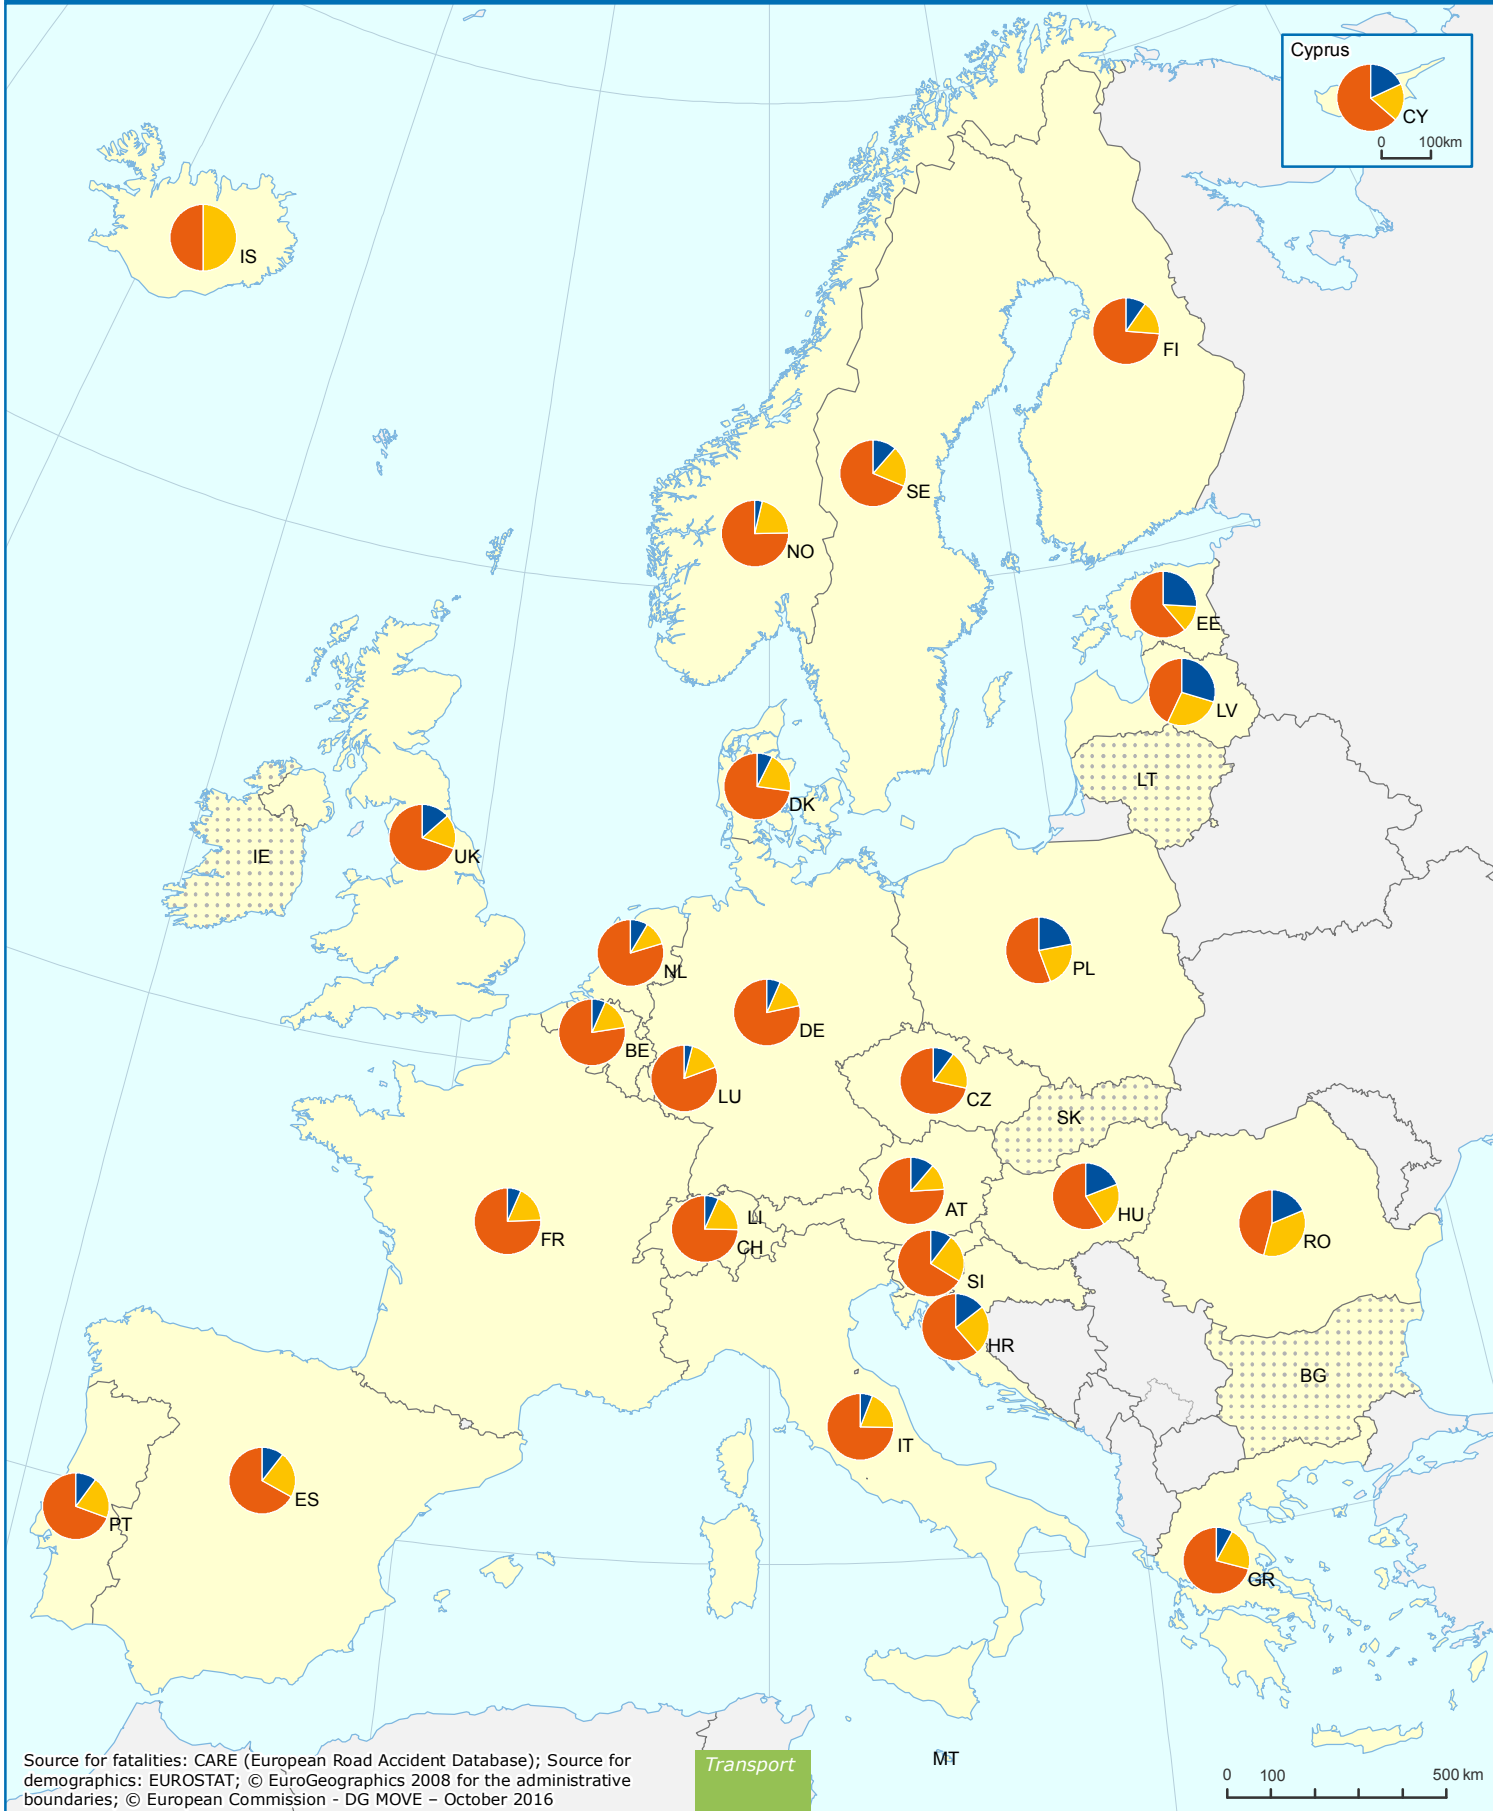 Cyprus
CY
0 100km
IS
FI
SE
NO
EE
LV
LT
DK
IE
UK
NL
PL
BE
DE
LU
CZ
SK
AT
LI
CH
HU
RO
FR
SI
HR
BG
IT
ES
PT
GR
MT
Source for fatalities: CARE (European Road Accident Database); Source for
demographics: EUROSTAT; © EuroGeographics 2008 for the administrative
boundaries; © European Commission - DG MOVE – October 2016
Transport
0 100 500 km